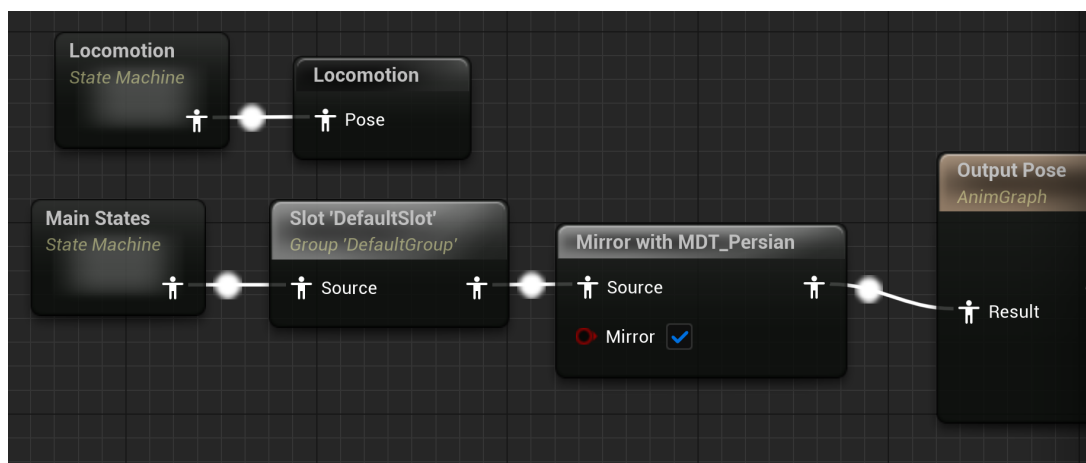 Locomotion
State Machine
Locomotion
Pose
Main States
State Machine
Slot 'DefaultSlot'
Group 'DefaultGroup'
Source
Mirror with MDT_Persian
Source
Mirror
Output Pose
AnimGraph
Result